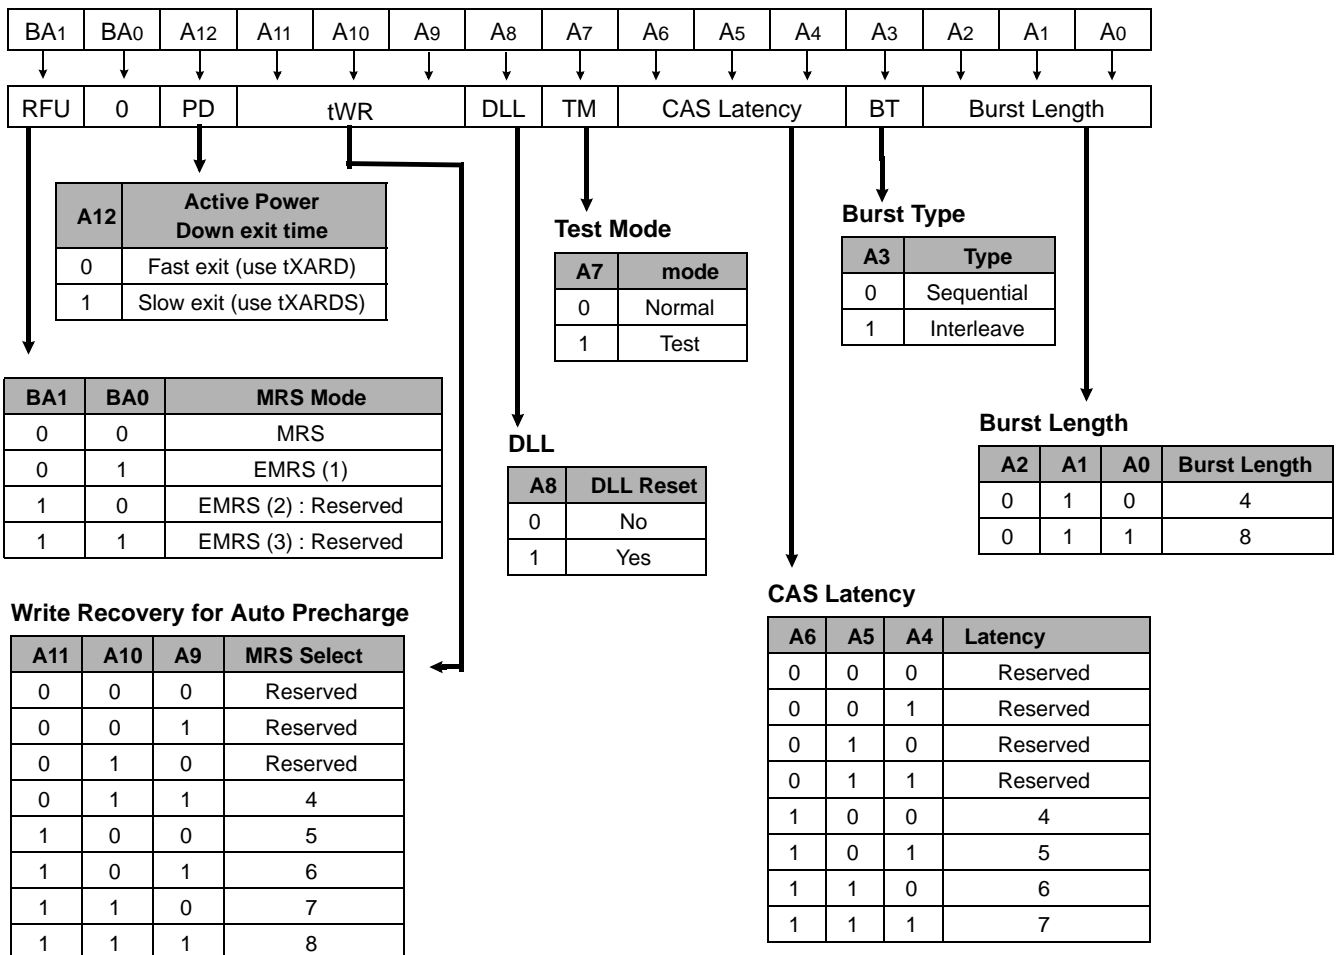 BA1 BA0 A12 A11 A10 A9 A8 A7 A6 A5 A4 A3 A2 A1 A0
RFU 0 PD tWR DLL TM CAS Latency BT Burst Length
A12 Active Power Down exit time
0 Fast exit (use tXARD)
1 Slow exit (use tXARDS)
Test Mode
A7 mode
0 Normal
1 Test
Burst Type
A3 Type
0 Sequential
1 Interleave
BA1 BA0 MRS Mode
0 0 MRS
0 1 EMRS (1)
1 0 EMRS (2) : Reserved
1 1 EMRS (3) : Reserved
DLL
A8 DLL Reset
0 No
1 Yes
Burst Length
A2 A1 A0 Burst Length
0 1 0 4
0 1 1 8
Write Recovery for Auto Precharge
A11 A10 A9 MRS Select
0 0 0 Reserved
0 0 1 Reserved
0 1 0 Reserved
0 1 1 4
1 0 0 5
1 0 1 6
1 1 0 7
1 1 1 8
CAS Latency
A6 A5 A4 Latency
0 0 0 Reserved
0 0 1 Reserved
0 1 0 Reserved
0 1 1 Reserved
1 0 0 4
1 0 1 5
1 1 0 6
1 1 1 7